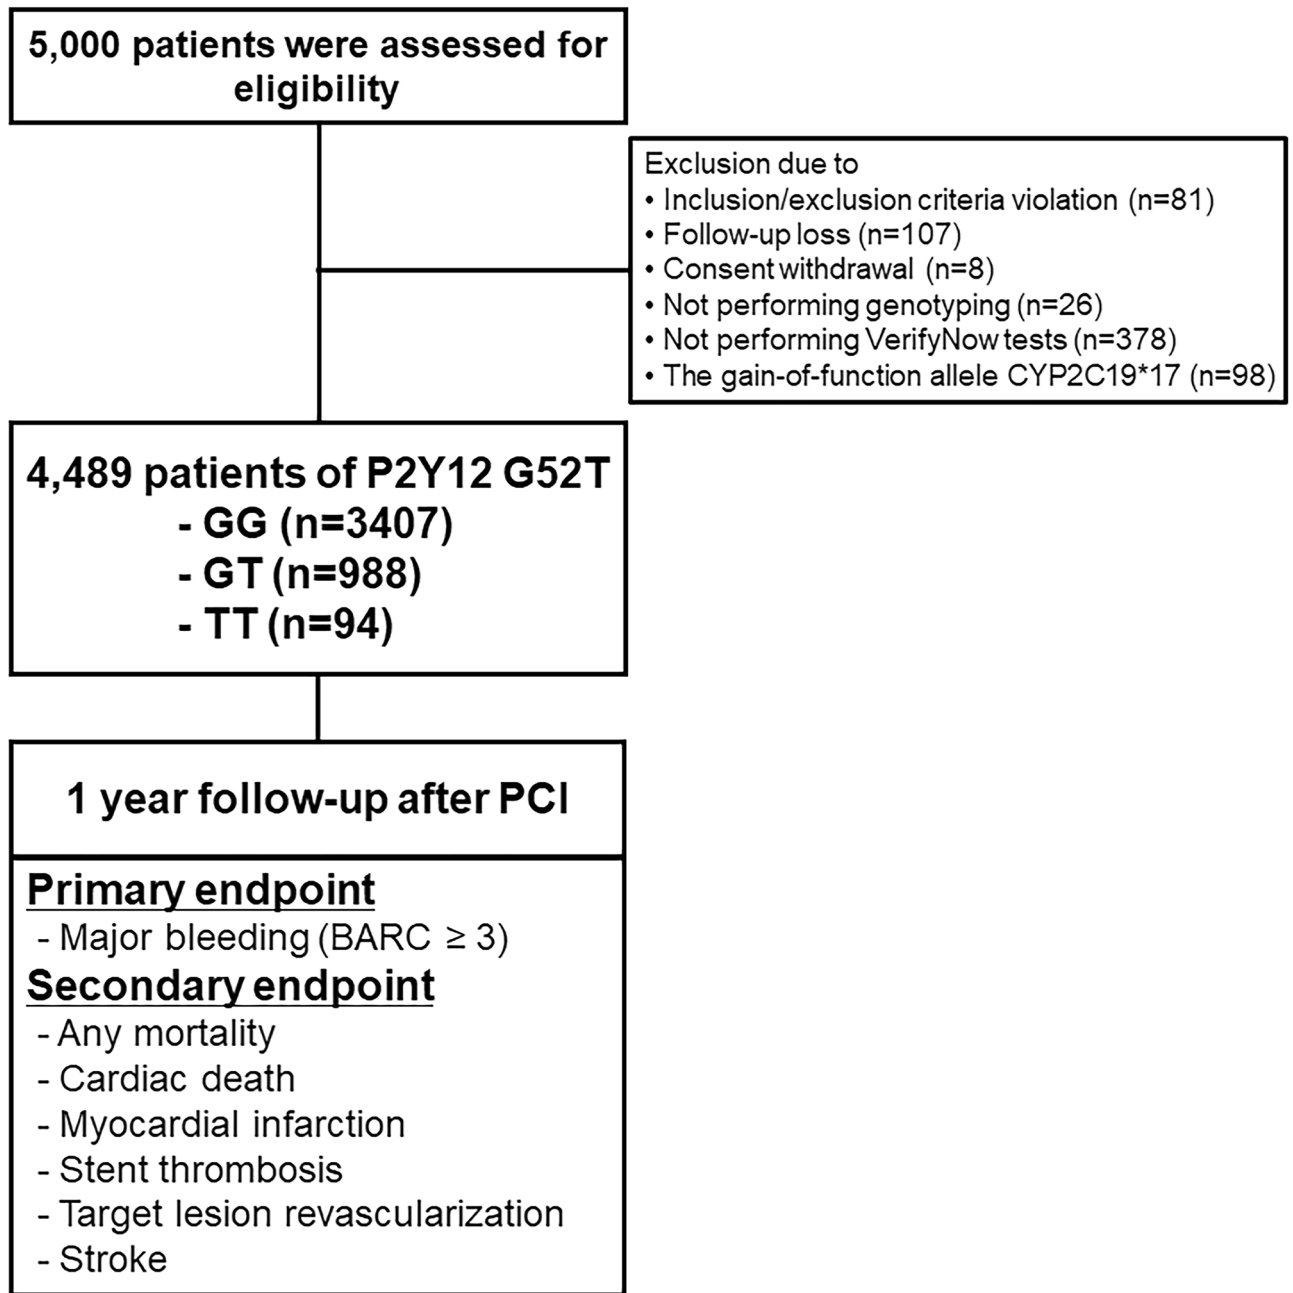 5,000 patients were assessed for
eligibility
Exclusion due to
• Inclusion/exclusion criteria violation (n=81)
• Follow-up loss (n=107)
• Consent withdrawal (n=8)
• Not performing genotyping (n=26)
• Not performing VerifyNow tests (n=378)
• The gain-of-function allele CYP2C19*17 (n=98)
4,489 patients of P2Y12 G52T
- GG (n=3407)
- GT (n=988)
- TT (n=94)
1 year follow-up after PCI
Primary endpoint
- Major bleeding (BARC ≥ 3)
Secondary endpoint
- Any mortality
- Cardiac death
- Myocardial infarction
- Stent thrombosis
- Target lesion revascularization
- Stroke